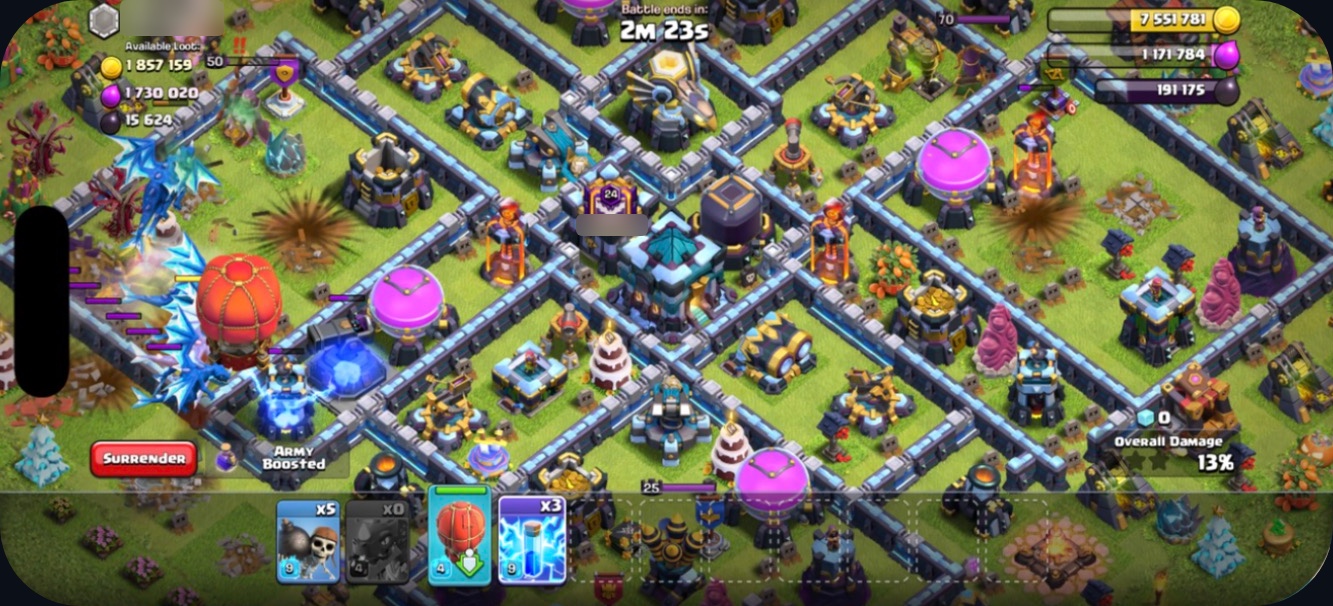 Battle ends in:
2M 23s
70
7 551 781
Available Loot:
1 857 159
50
1 171 784
1 730 020
191 175
15 624
24
0
Overall Damage
13%
Surrender
Army
Boosted
25
x5
x0
x3
9
4
4
9